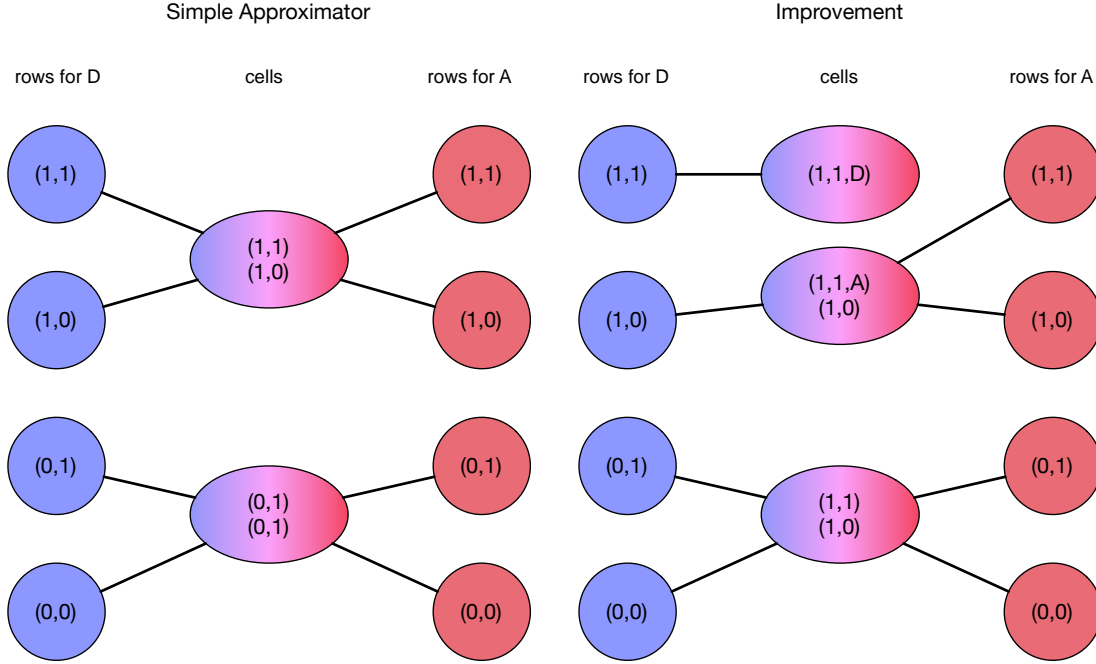 Simple Approximator
rows for D
cells
rows for A
(1,1)
(1,1)
(1,1)
(1,0)
(1,0)
(1,0)
(0,1)
(0,1)
(0,1)
(0,1)
(0,0)
(0,0)
Improvement
rows for D
cells
rows for A
(1,1)
(1,1,D)
(1,1)
(1,1,A)
(1,0)
(1,0)
(1,0)
(0,1)
(0,1)
(1,1)
(1,0)
(0,0)
(0,0)